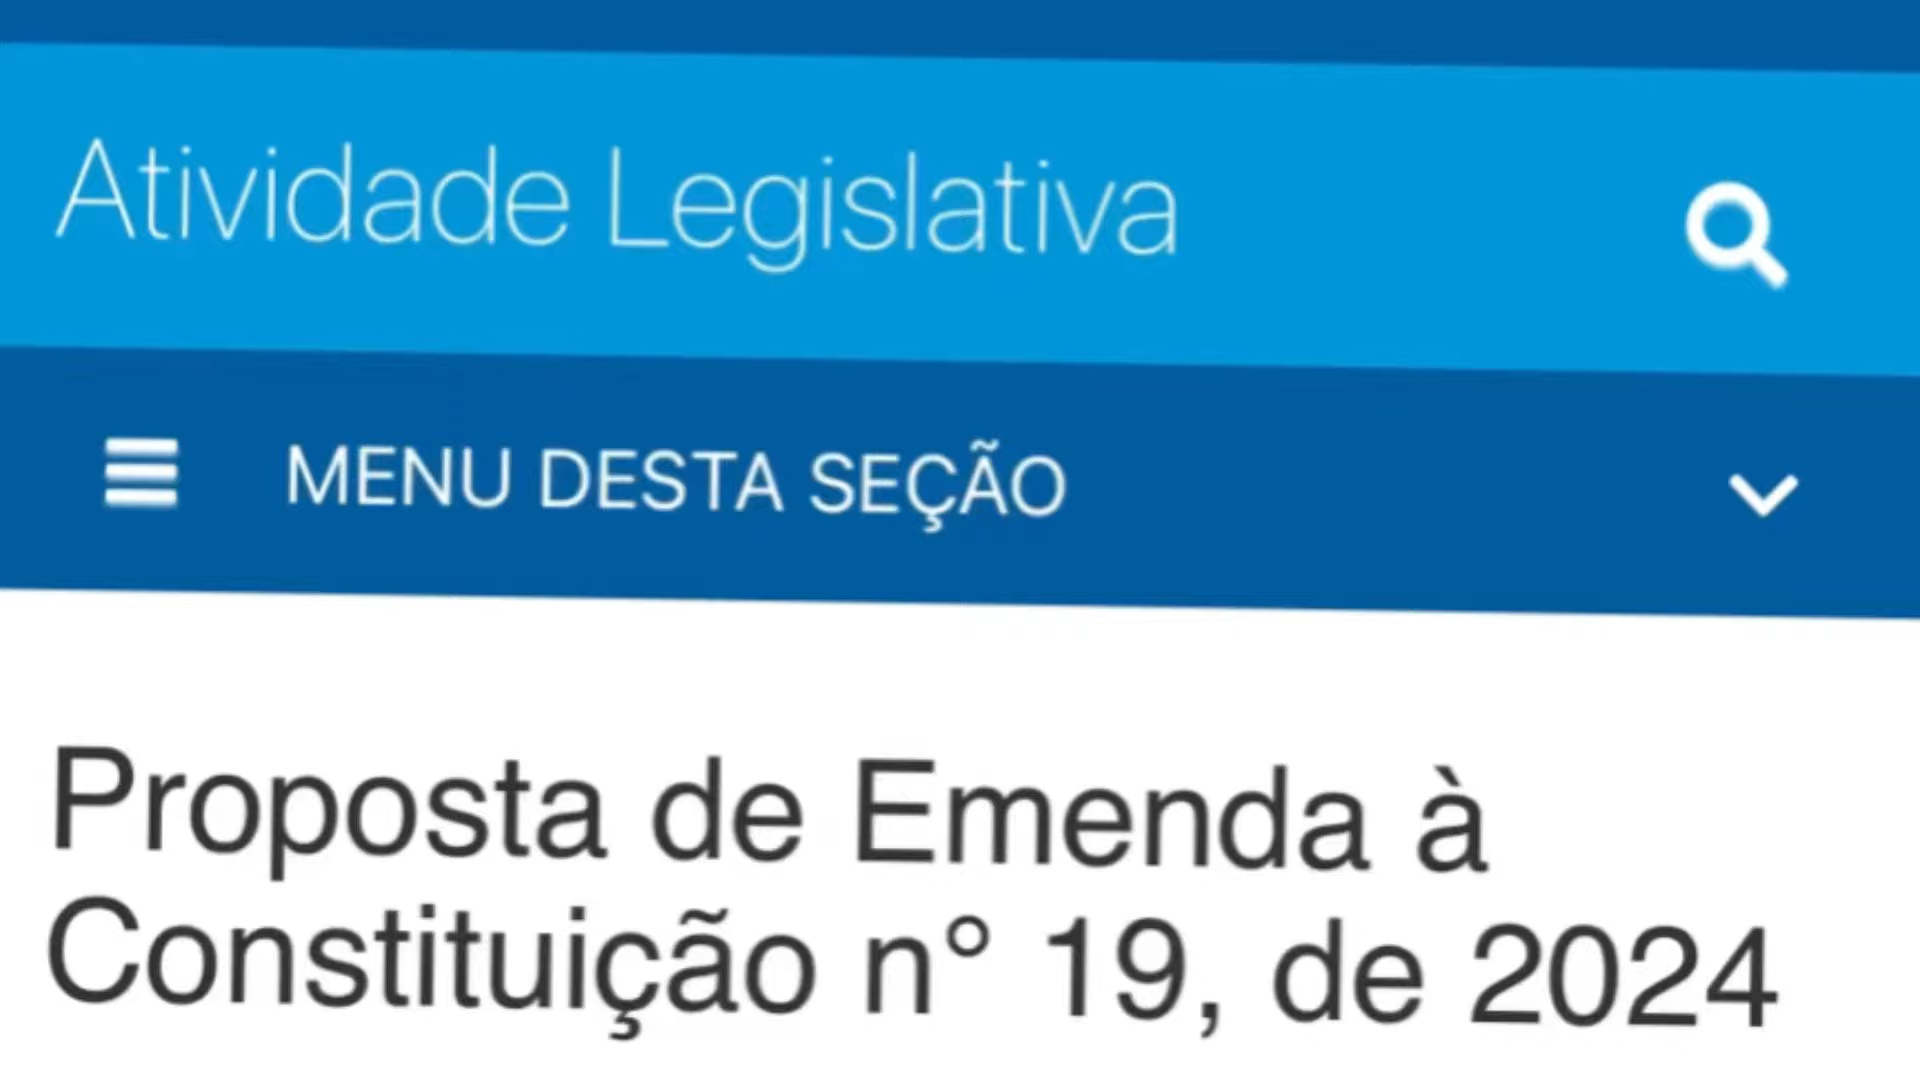 Atividade Legislativa
MENU DESTA SEÇÃO
Proposta de Emenda à
Constituição n° 19, de 2024